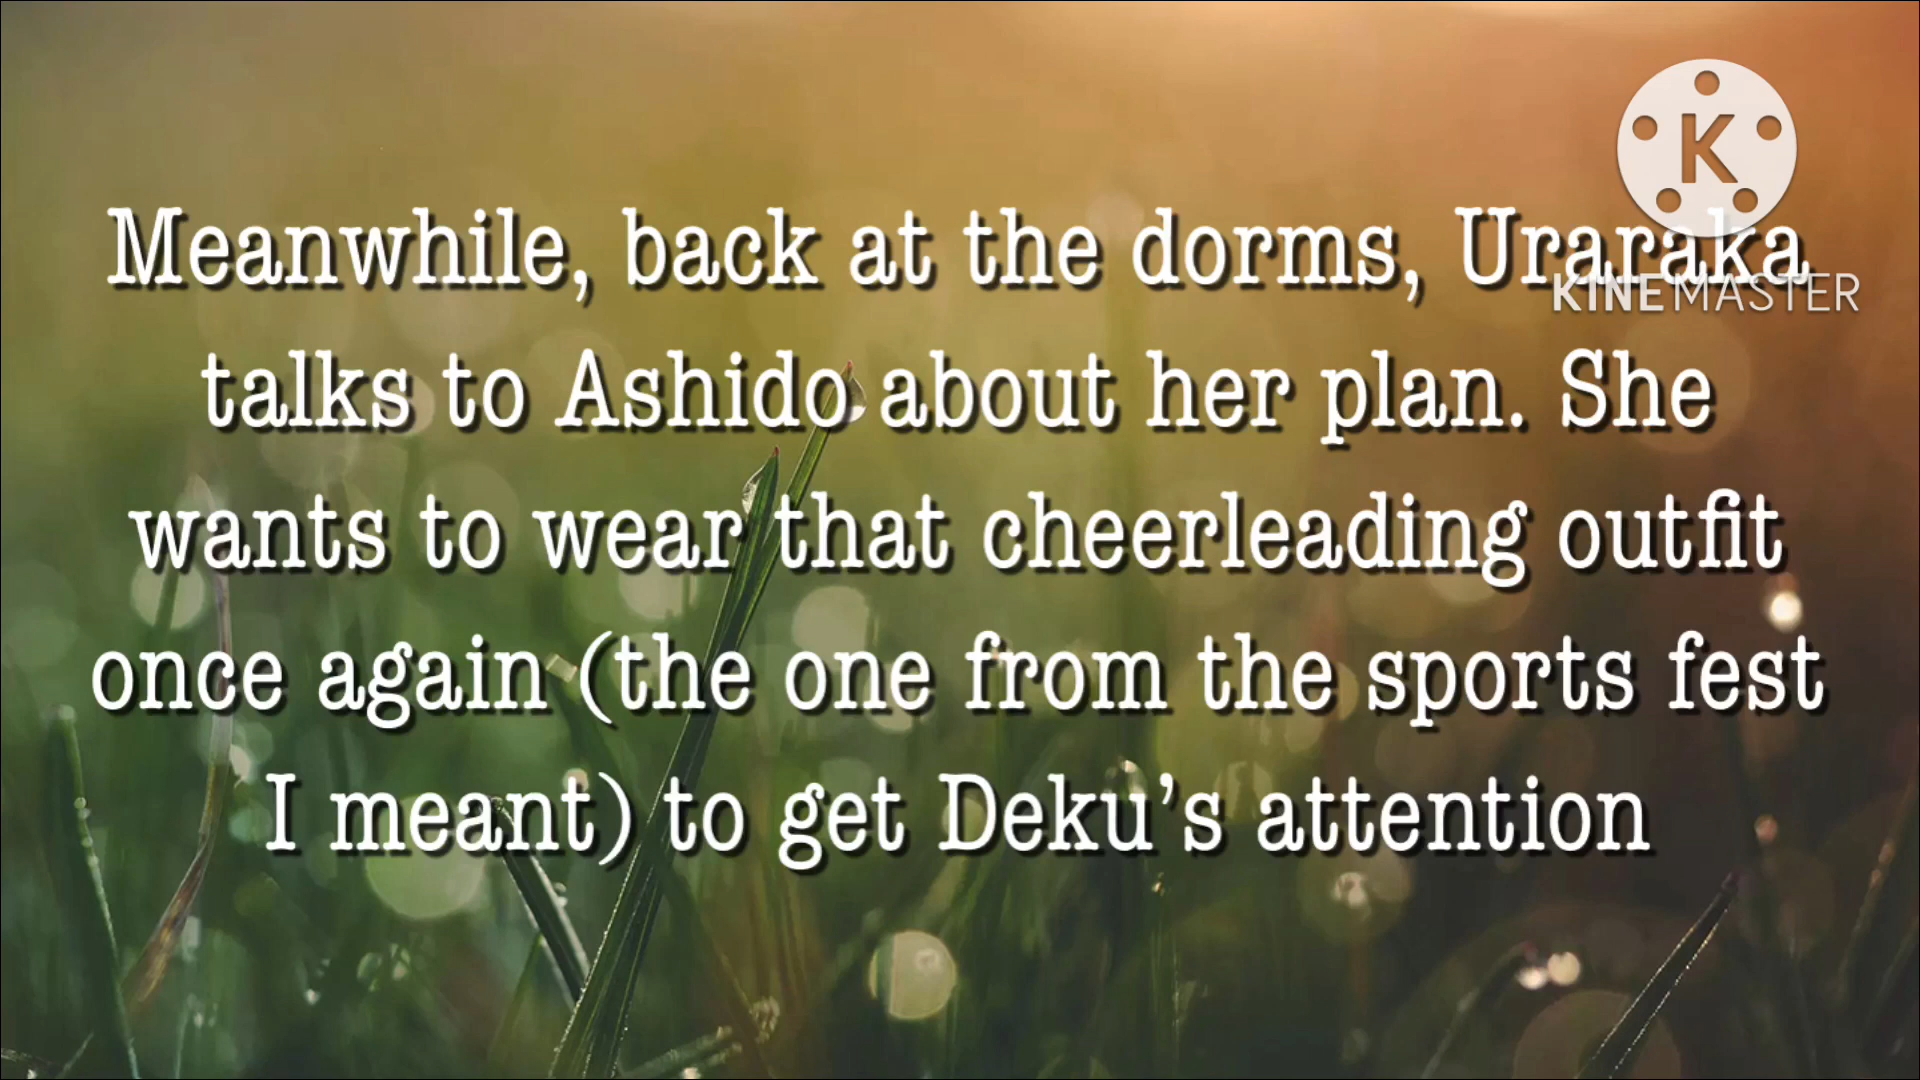 K
KINEMASTER
Meanwhile, back at the dorms, Uraraka
talks to Ashido about her plan. She
wants to wear that cheerleading outfit
once again (the one from the sports fest
I meant) to get Deku’s attention